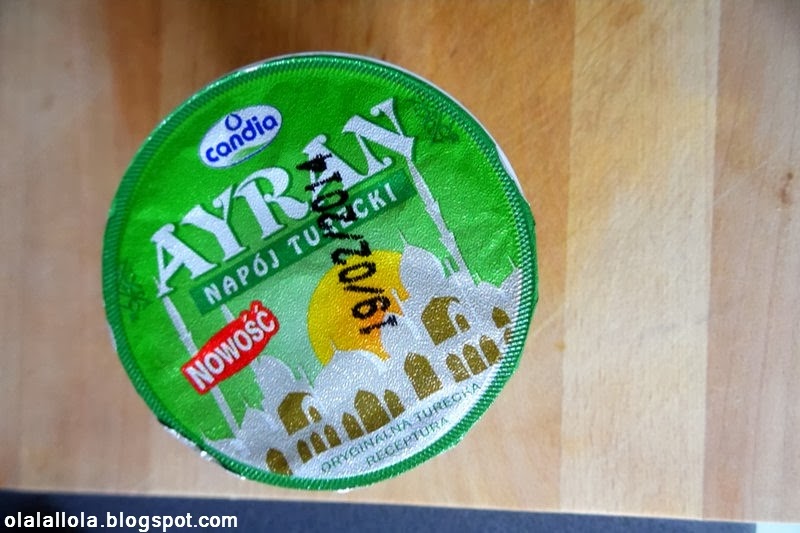 candia
AYRAN
NAPÓJ TURECKI
19/02/2014
NOWOŚĆ
ORYGINALNA TURECKA
RECEPTURA
olalallola.blogspot.com